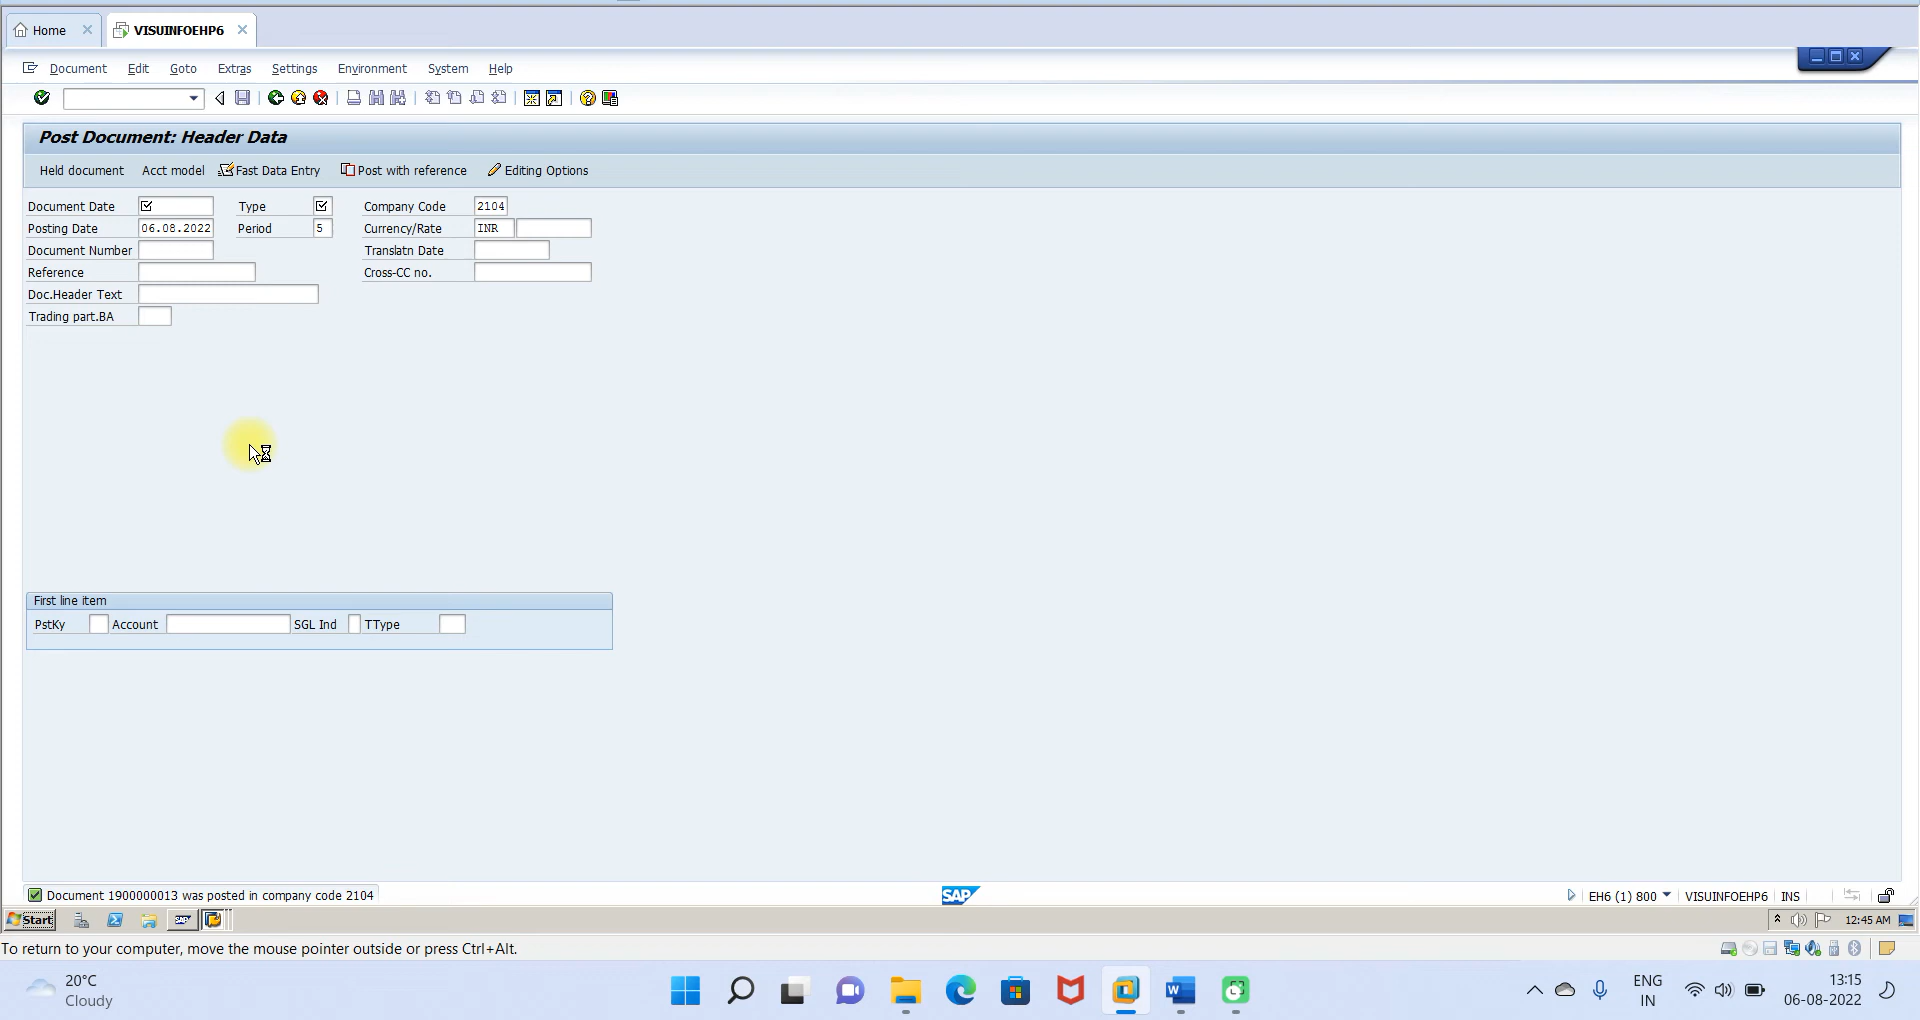 Home
VISUINFOEHP6
Document Edit Goto Extras Settings Environment System Help
Post Document: Header Data
Held document Acct model Fast Data Entry Post with reference Editing Options
Document Date Type Company Code 2104
Posting Date 06.08.2022 Period 5 Currency/Rate INR
Document Number Translatn Date
Reference Cross-CC no.
Doc.Header Text
Trading part.BA
First line item
PstKy Account SGL Ind TType
Document 1900000013 was posted in company code 2104
SAP
EH6 (1) 800 VISUINFOEHP6 INS
Start
12:45 AM
To return to your computer, move the mouse pointer outside or press Ctrl+Alt.
20°C
Cloudy
ENG
IN
13:15
06-08-2022